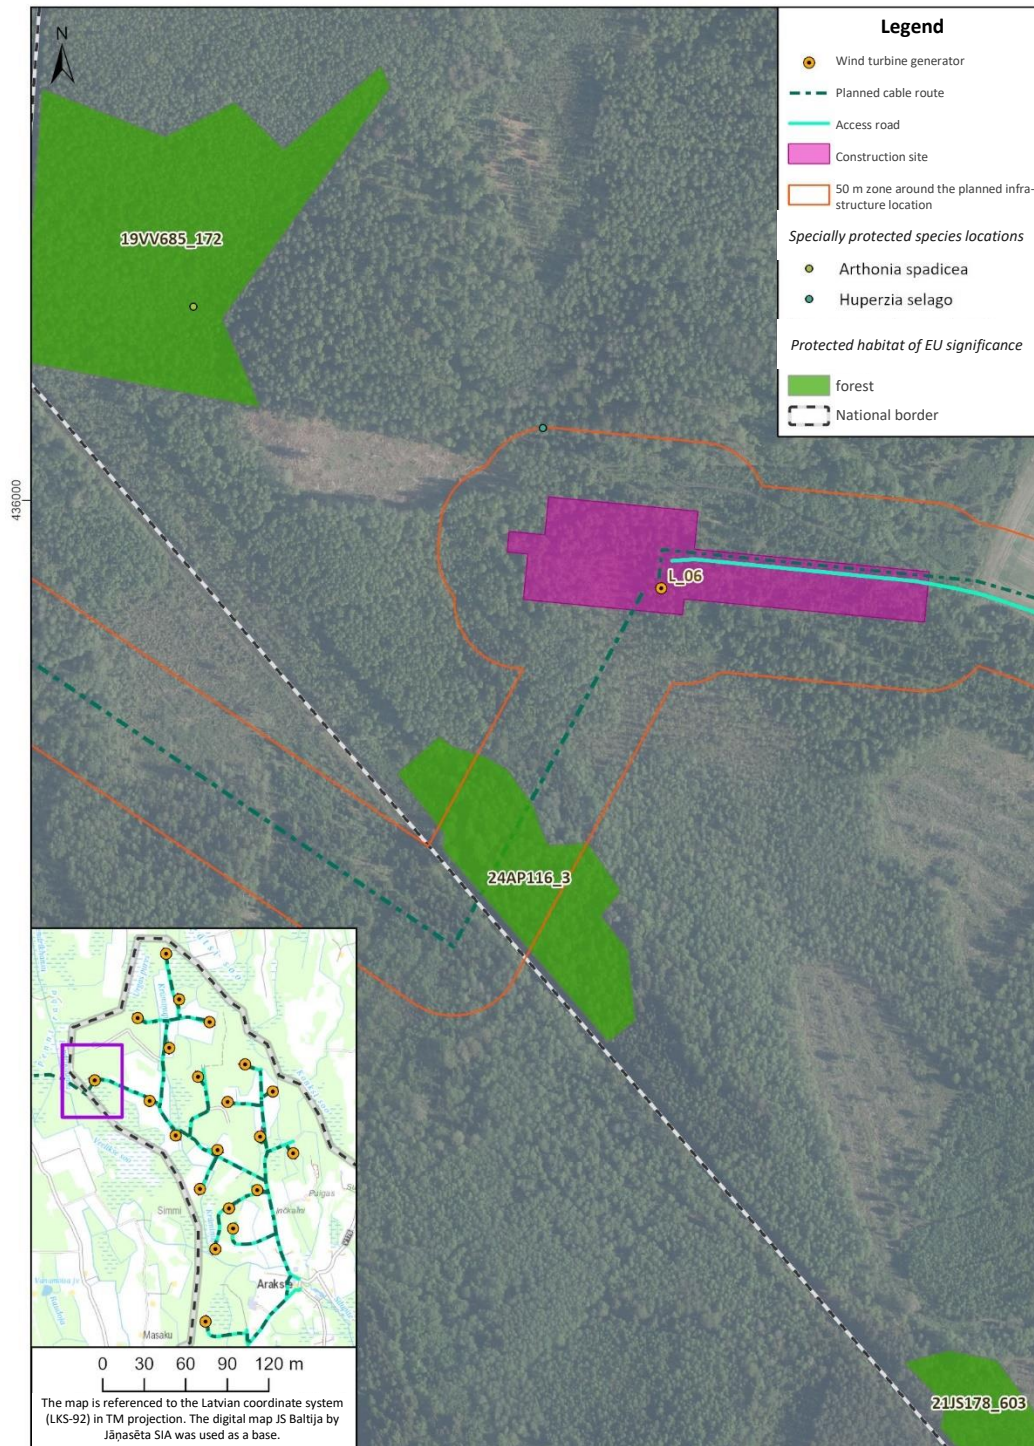 N
Legend
Wind turbine generator
Planned cable route
Access road
Construction site
50 m zone around the planned infra-
structure location
Specially protected species locations
Arthonia spadicea
Huperzia selago
Protected habitat of EU significance
forest
National border
19VV685_172
436000
L_06
24AP116_3
21JS178_603
Simmi
Puigas
Arakste
Masaku
0 30 60 90 120 m
The map is referenced to the Latvian coordinate system
(LKS-92) in TM projection. The digital map JS Baltija by
Jāņasēta SIA was used as a base.